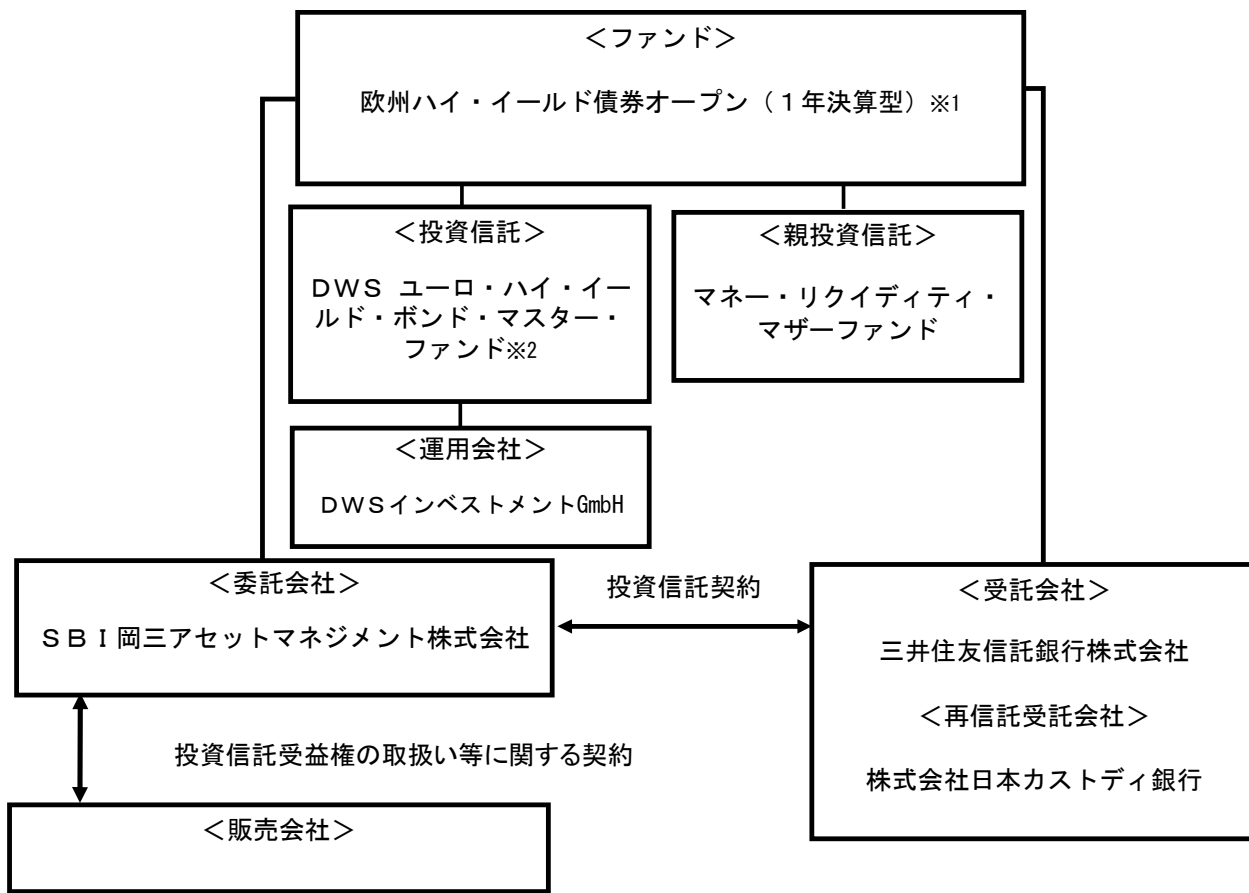 ＜ファンド＞
欧州ハイ・イールド債券オープン（１年決算型）※1
＜投資信託＞
ＤＷＳ ユーロ・ハイ・イー
ルド・ボンド・マスター・
ファンド※2
＜親投資信託＞
マネー・リクイディティ・
マザーファンド
＜運用会社＞
ＤＷＳインベストメントGmbH
＜委託会社＞
ＳＢＩ岡三アセットマネジメント株式会社
投資信託契約
＜受託会社＞
三井住友信託銀行株式会社
＜再信託受託会社＞
株式会社日本カストディ銀行
投資信託受益権の取扱い等に関する契約
＜販売会社＞